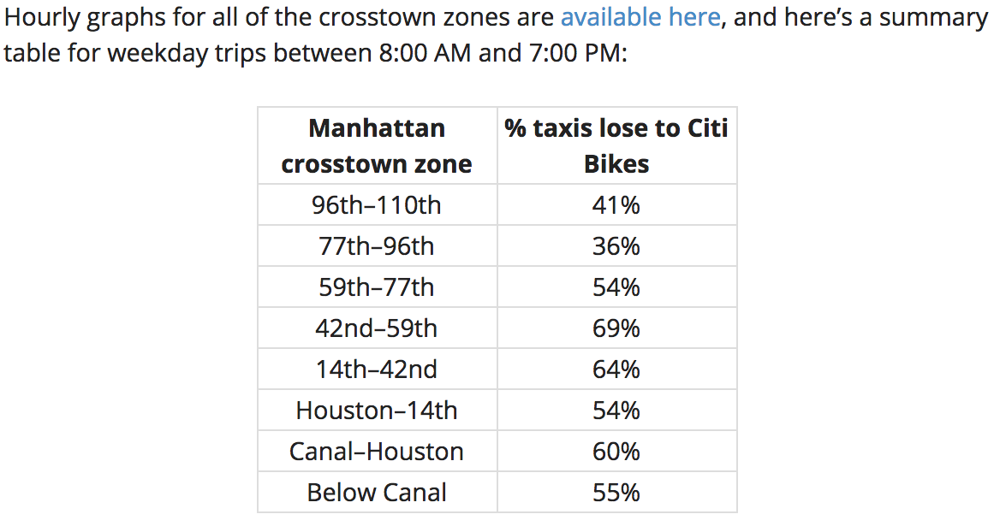 Hourly graphs for all of the crosstown zones are available here, and here’s a summary
table for weekday trips between 8:00 AM and 7:00 PM:
Manhattan crosstown zone % taxis lose to Citi Bikes
96th–110th 41%
77th–96th 36%
59th–77th 54%
42nd–59th 69%
14th–42nd 64%
Houston–14th 54%
Canal–Houston 60%
Below Canal 55%